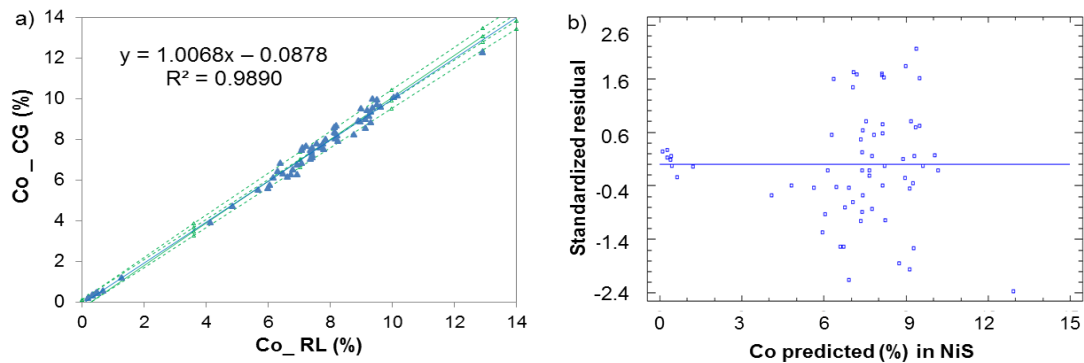 a)
14
12
10
8
6
4
2
0
Co_ CG (%)
y = 1.0068x – 0.0878
R² = 0.9890
0 2 4 6 8 10 12 14
Co_ RL (%)
b)
2.6
1.6
0.6
-0.4
-1.4
-2.4
Standardized residual
0 3 6 9 12 15
Co predicted (%) in NiS